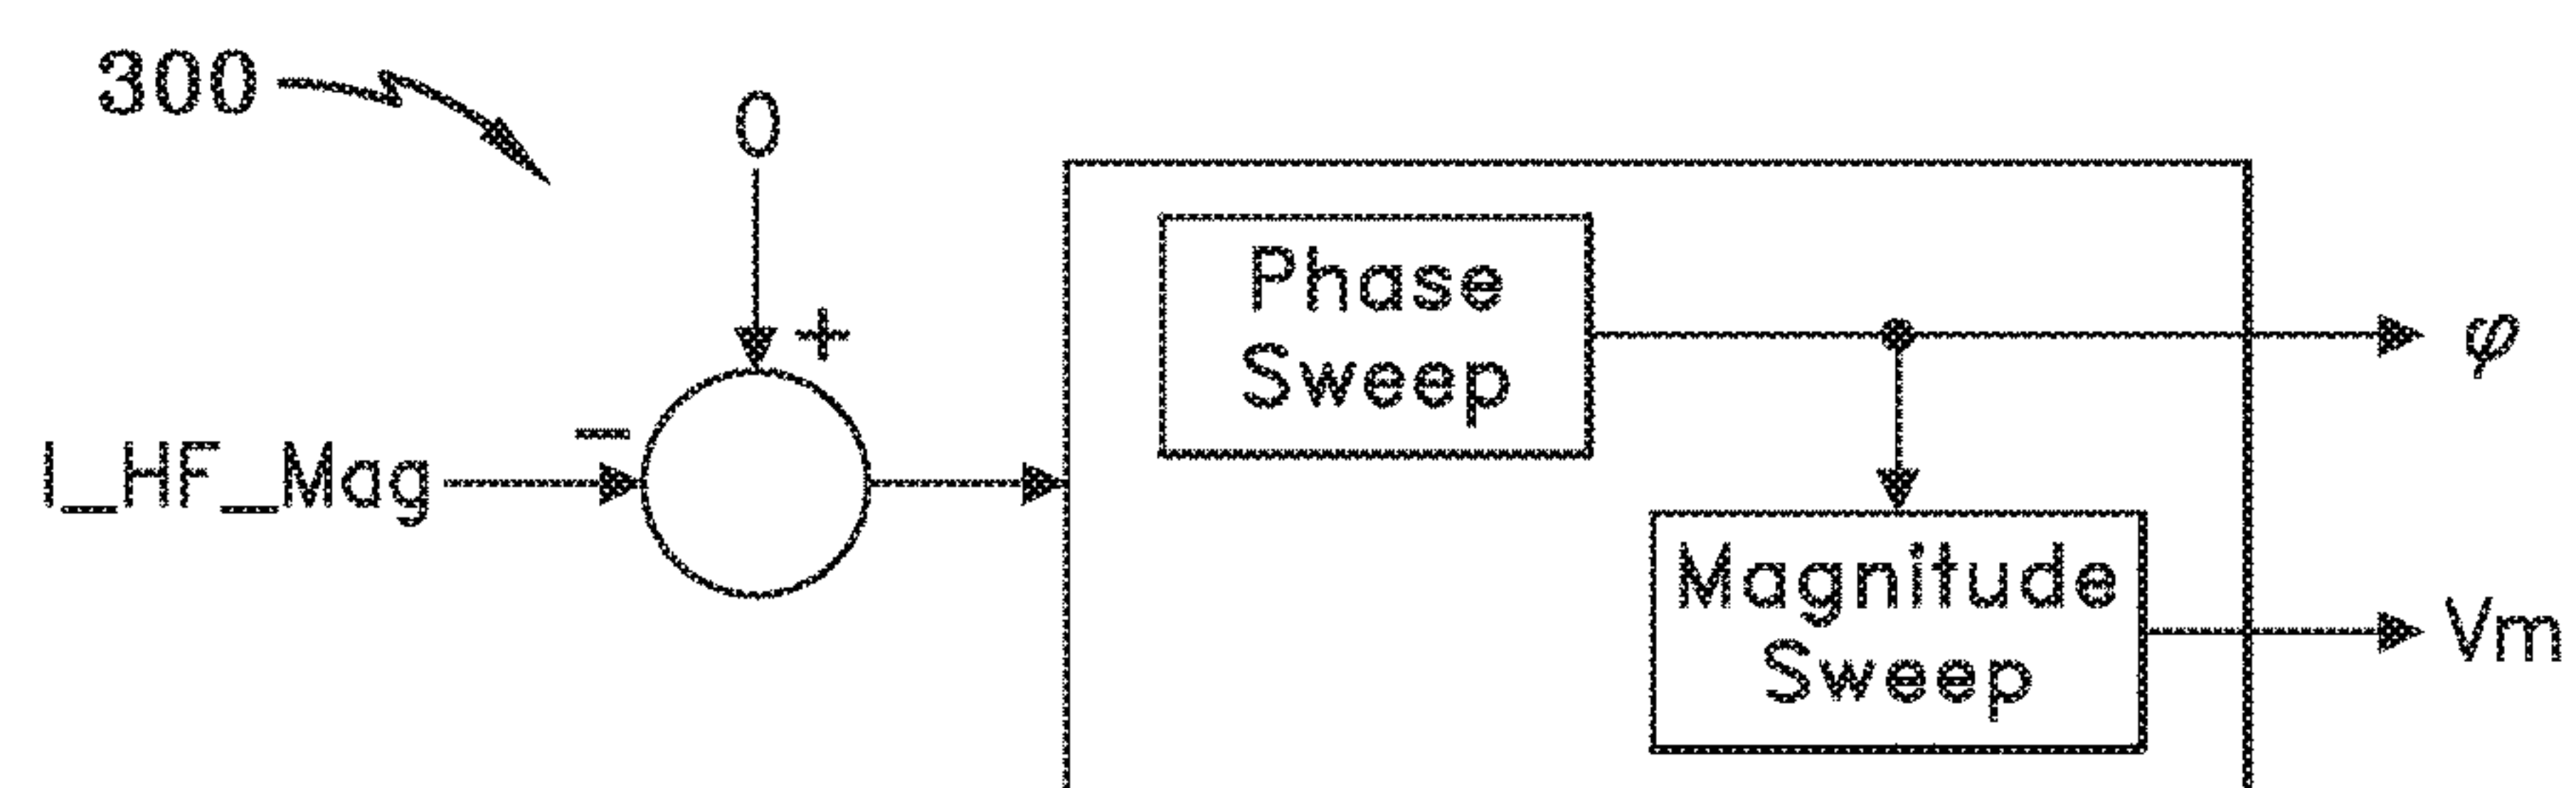 300
0
+
−
I_HF_Mag
Phase
Sweep
φ
Magnitude
Sweep
Vm